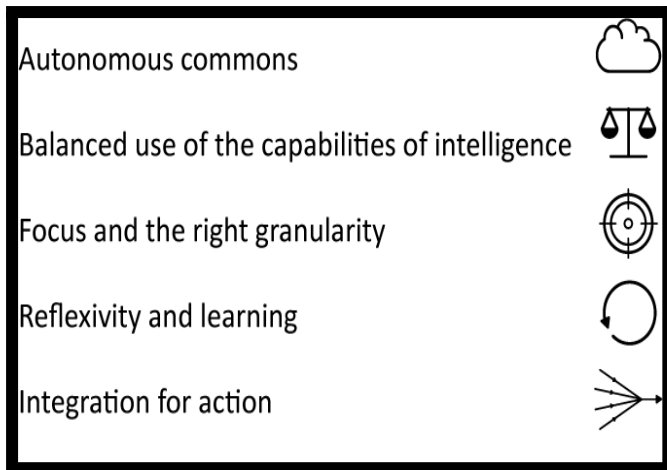 Autonomous commons
Balanced use of the capabilities of intelligence
Focus and the right granularity
Reflexivity and learning
Integration for action